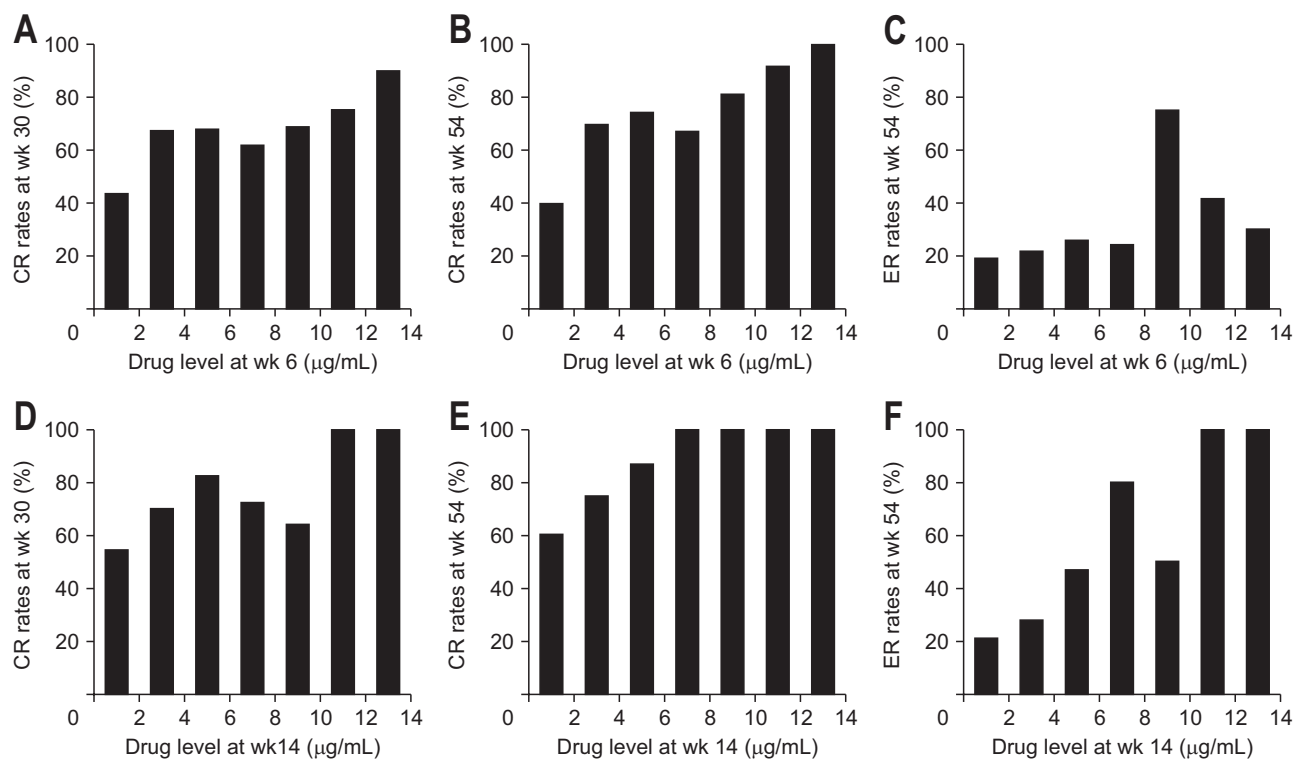 A
CR rates at wk 30 (%)
100
80
60
40
20
0
2 4 6 8 10 12 14
Drug level at wk 6 (μg/mL)
B
CR rates at wk 54 (%)
100
80
60
40
20
0
2 4 6 8 10 12 14
Drug level at wk 6 (μg/mL)
C
ER rates at wk 54 (%)
100
80
60
40
20
0
2 4 6 8 10 12 14
Drug level at wk 6 (μg/mL)
D
CR rates at wk 30 (%)
100
80
60
40
20
0
2 4 6 8 10 12 14
Drug level at wk14 (μg/mL)
E
CR rates at wk 54 (%)
100
80
60
40
20
0
2 4 6 8 10 12 14
Drug level at wk 14 (μg/mL)
F
ER rates at wk 54 (%)
100
80
60
40
20
0
2 4 6 8 10 12 14
Drug level at wk 14 (μg/mL)